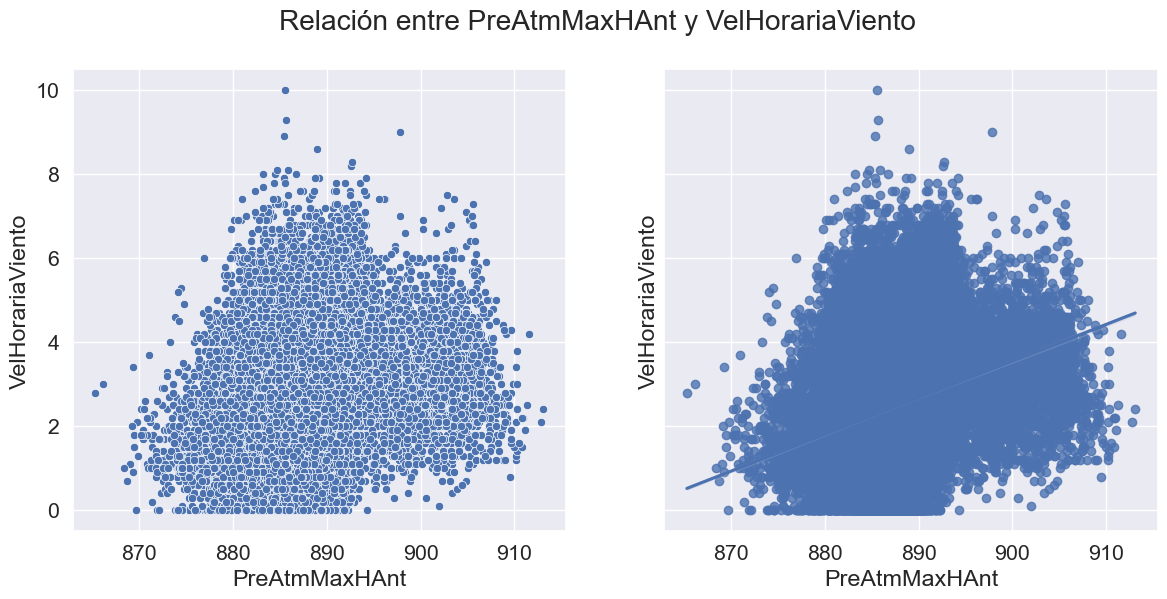 Relación entre PreAtmMaxHAnt y VelHorariaViento
VelHorariaViento
10
8
6
4
2
0
870 880 890 900 910
PreAtmMaxHAnt
VelHorariaViento
870 880 890 900 910
PreAtmMaxHAnt